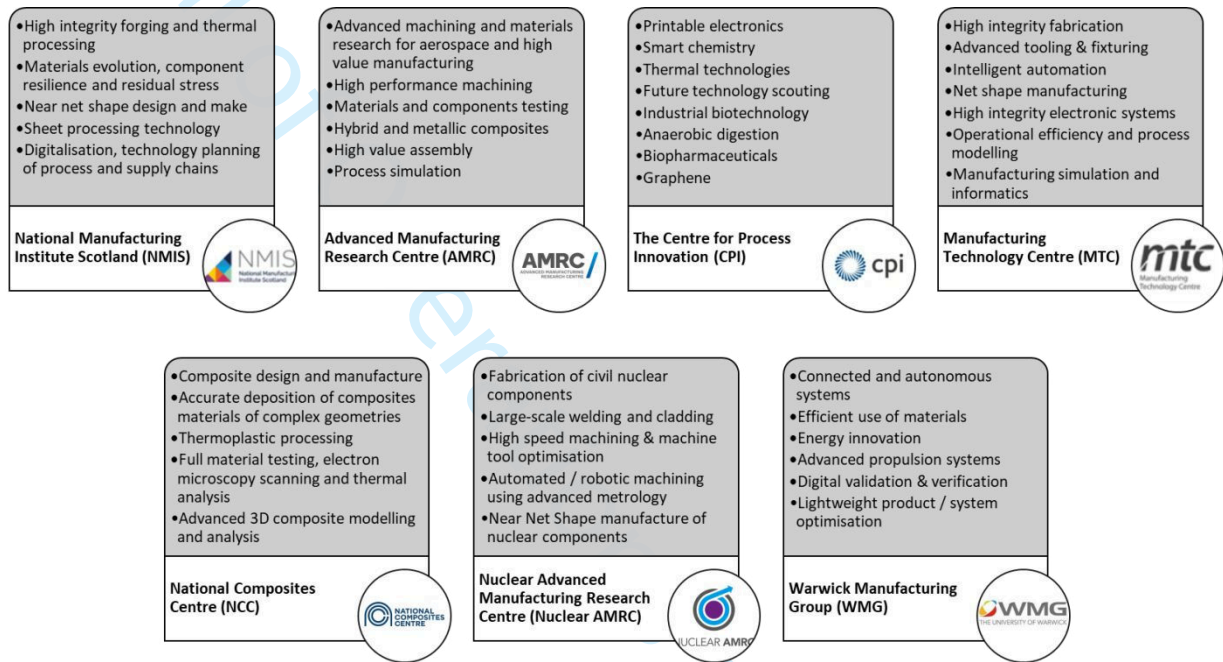 •High integrity forging and thermal
processing
•Materials evolution, component
resilience and residual stress
•Near net shape design and make
•Sheet processing technology
•Digitalisation, technology planning
of process and supply chains
National Manufacturing
Institute Scotland (NMIS)
NMIS
National Manufactur
Institute Scotland
•Advanced machining and materials
research for aerospace and high
value manufacturing
•High performance machining
•Materials and components testing
•Hybrid and metallic composites
•High value assembly
•Process simulation
Advanced Manufacturing
Research Centre (AMRC)
AMRC
ADVANCED MANUFACTURING
RESEARCH CENTRE
•Printable electronics
•Smart chemistry
•Thermal technologies
•Future technology scouting
•Industrial biotechnology
•Anaerobic digestion
•Biopharmaceuticals
•Graphene
The Centre for Process
Innovation (CPI)
cpi
•High integrity fabrication
•Advanced tooling & fixturing
•Intelligent automation
•Net shape manufacturing
•High integrity electronic systems
•Operational efficiency and process
modelling
•Manufacturing simulation and
informatics
Manufacturing
Technology Centre (MTC)
mtc
Manufacturing
Technology Centre
•Composite design and manufacture
•Accurate deposition of composites
materials of complex geometries
•Thermoplastic processing
•Full material testing, electron
microscopy scanning and thermal
analysis
•Advanced 3D composite modelling
and analysis
National Composites
Centre (NCC)
NATIONAL
COMPOSITES
CENTRE
•Fabrication of civil nuclear
components
•Large-scale welding and cladding
•High speed machining & machine
tool optimisation
•Automated / robotic machining
using advanced metrology
•Near Net Shape manufacture of
nuclear components
Nuclear Advanced
Manufacturing Research
Centre (Nuclear AMRC)
NUCLEAR AMRC
•Connected and autonomous
systems
•Efficient use of materials
•Energy innovation
•Advanced propulsion systems
•Digital validation & verification
•Lightweight product / system
optimisation
Warwick Manufacturing
Group (WMG)
WMG
THE UNIVERSITY OF WARWICK